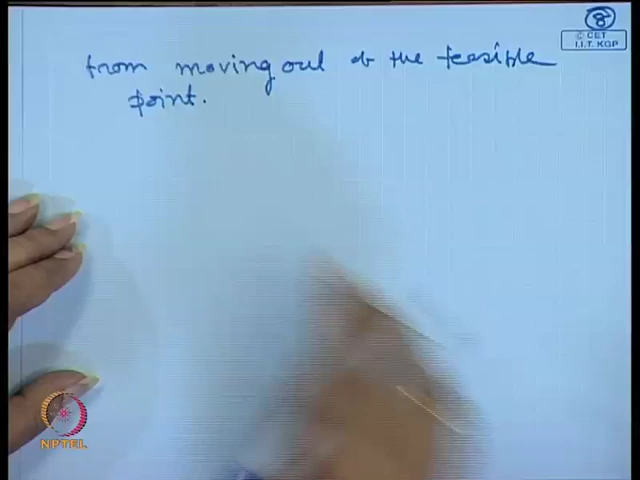 8
© CET
I.I.T. KGP
from moving out of the feasible
point.
NPTEL